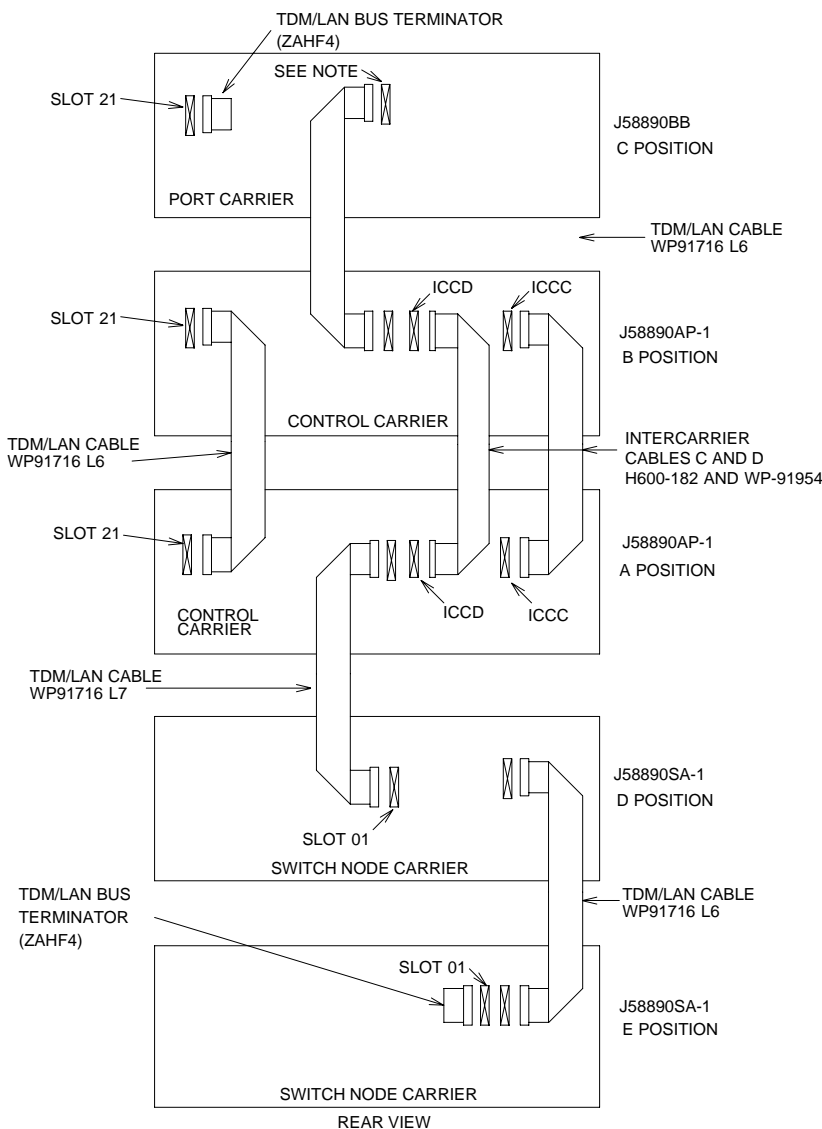 TDM/LAN BUS TERMINATOR
(ZAHF4)
SEE NOTE
SLOT 21
J58890BB
C POSITION
PORT CARRIER
TDM/LAN CABLE
WP91716 L6
ICCD
ICCC
SLOT 21
J58890AP-1
B POSITION
CONTROL CARRIER
TDM/LAN CABLE
WP91716 L6
INTERCARRIER
CABLES C AND D
H600-182 AND WP-91954
SLOT 21
J58890AP-1
A POSITION
ICCD
ICCC
CONTROL
CARRIER
TDM/LAN CABLE
WP91716 L7
J58890SA-1
D POSITION
SLOT 01
SWITCH NODE CARRIER
TDM/LAN BUS
TERMINATOR
(ZAHF4)
TDM/LAN CABLE
WP91716 L6
SLOT 01
J58890SA-1
E POSITION
SWITCH NODE CARRIER
REAR VIEW